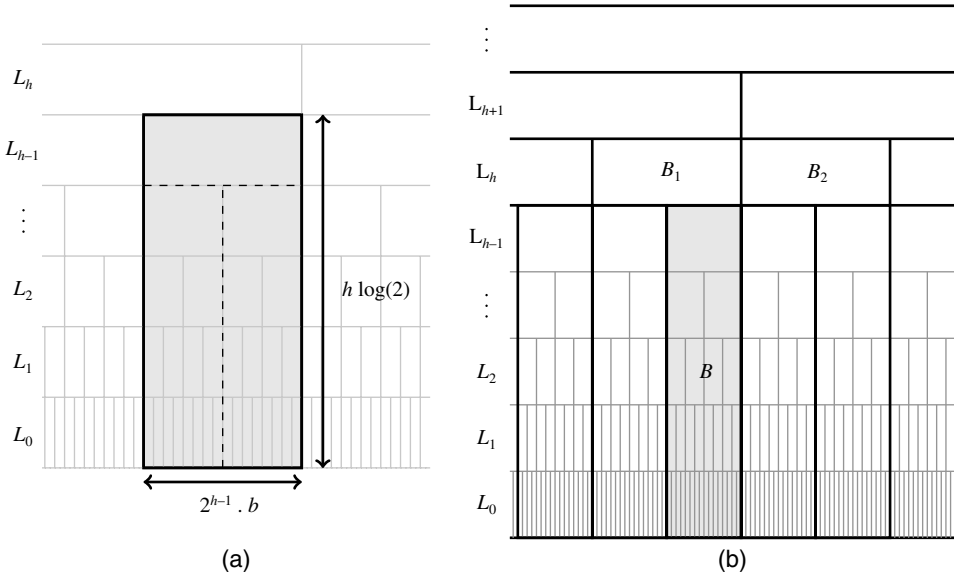 L_h
L_{h-1}
⋮
L_2
L_1
L_0
h log(2)
2^{h-1} . b
(a)
⋮
L_{h+1}
L_h
L_{h-1}
⋮
L_2
L_1
L_0
B_1
B_2
B
(b)